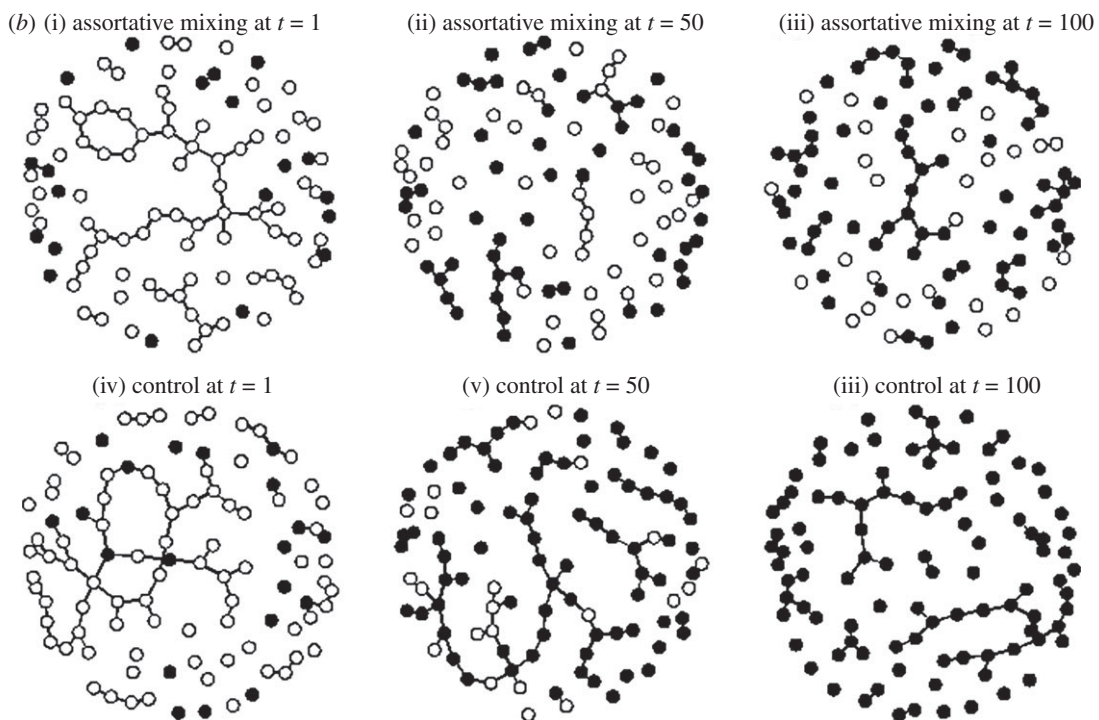 (b) (i) assortative mixing at t = 1 (ii) assortative mixing at t = 50 (iii) assortative mixing at t = 100
(iv) control at t = 1 (v) control at t = 50 (iii) control at t = 100